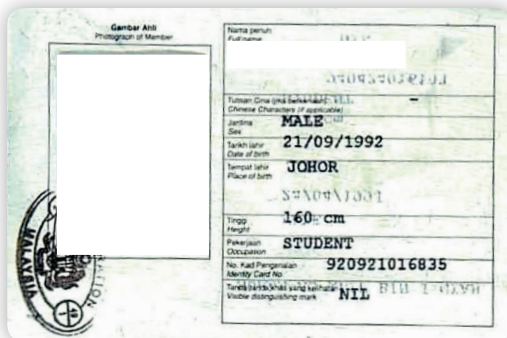 Gambar Ahli
Photograph of Member
Nama penuh
Full name
Tulisan Cina (jika berkenaan)
Chinese Characters (if applicable)
-
Jantina
Sex
MALE
Tarikh lahir
Date of birth
21/09/1992
Tempat lahir
Place of birth
JOHOR
Tinggi
Height
160 cm
Pekerjaan
Occupation
STUDENT
No. Kad Pengenalan
Identity Card No.
920921016835
Tanda-tanda khas yang kelihatan
Visible distinguishing mark
NIL
MALAYSIA